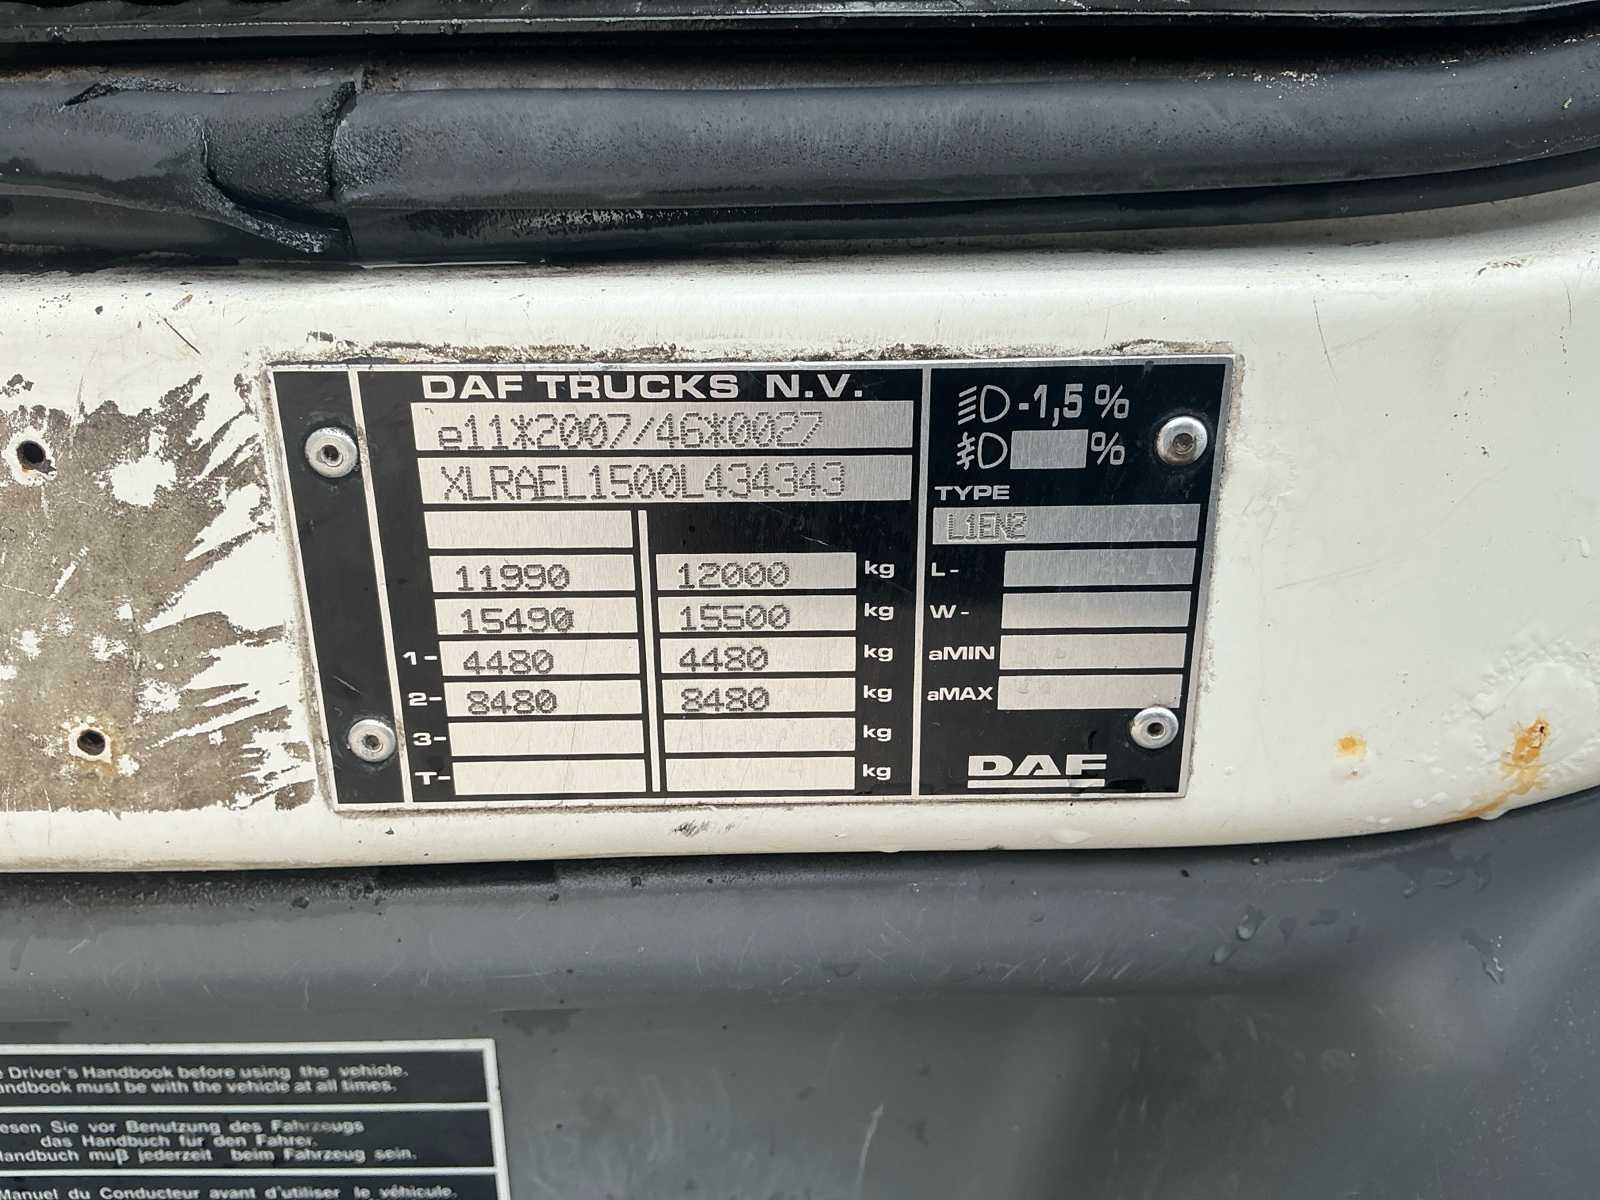 DAF TRUCKS N.V.
e11*2007/46*0027
XLRAEL1500L434343
11990 12000 kg
15490 15500 kg
1- 4480 4480 kg
2- 8480 8480 kg
3- kg
T- kg
-1,5 %
%
TYPE
L1EN2
L-
W-
aMIN
aMAX
DAF
Driver's Handbook before using the vehicle.
must be with the vehicle at all times.
Sie vor Benutzung des Fahrzeugs
das Handbuch für den Fahrer.
Handbuch muß jederzeit beim Fahrzeug sein.
Manuel du Conducteur avant d'utiliser le véhicule.